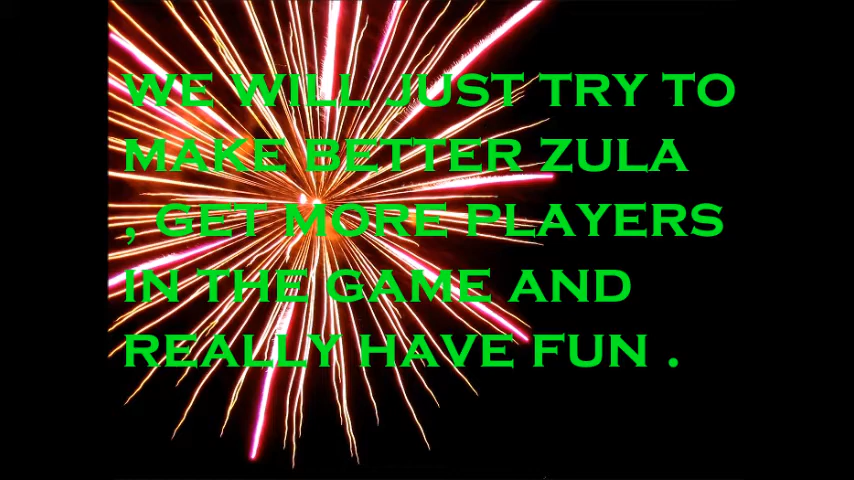 WE WILL JUST TRY TO
MAKE BETTER ZULA
, GET MORE PLAYERS
IN THE GAME AND
REALLY HAVE FUN .